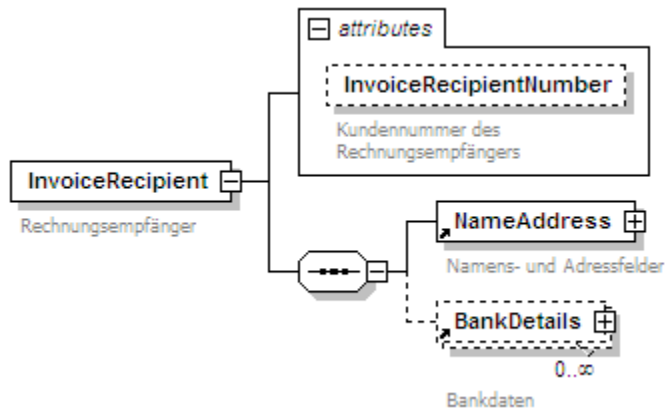 attributes
InvoiceRecipientNumber
Kundennummer des
Rechnungsempfängers
InvoiceRecipient
Rechnungsempfänger
NameAddress
Namens- und Adressfelder
BankDetails
0..∞
Bankdaten